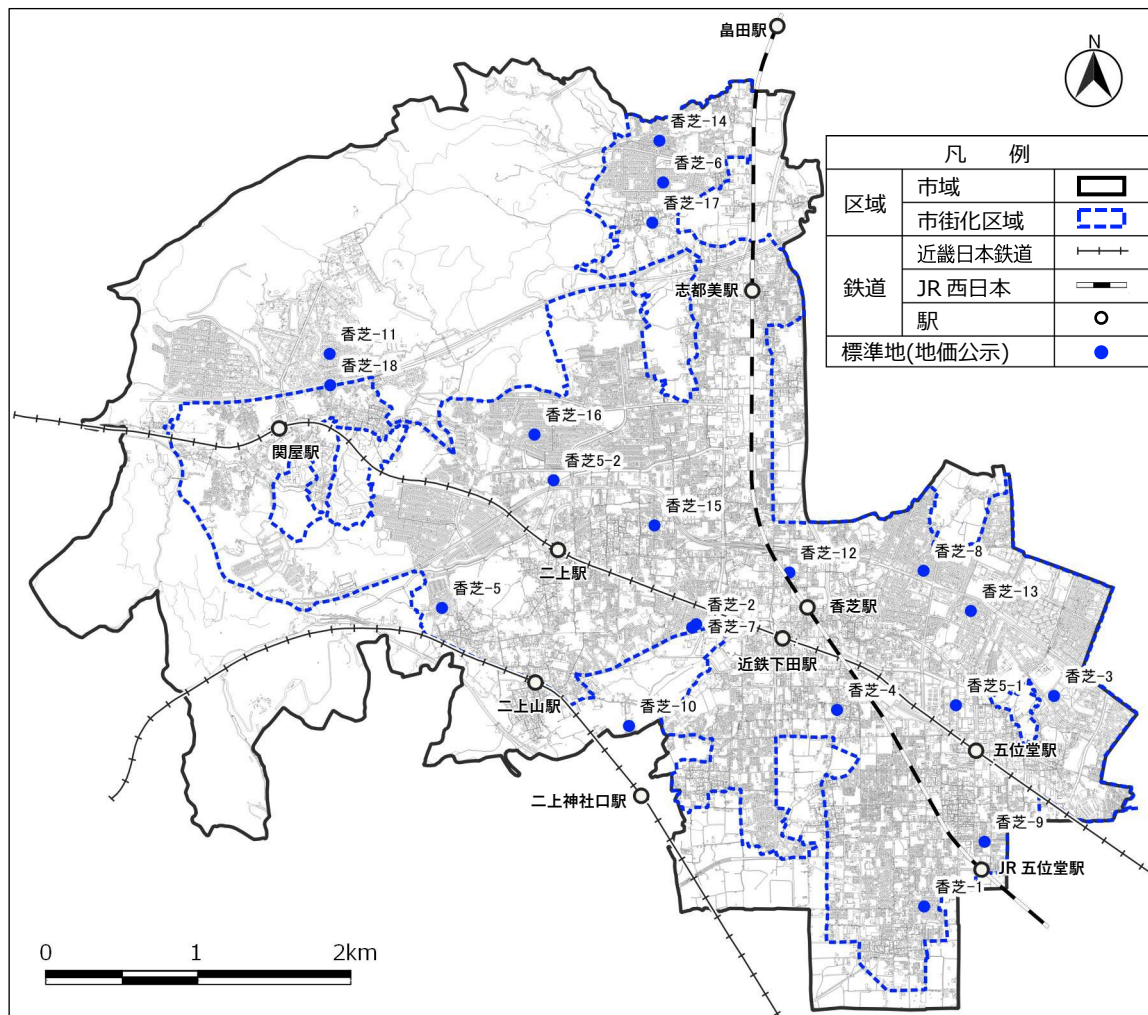 畠田駅
N
香芝-14
香芝-6
香芝-17
凡 例
区域
市域
市街化区域
鉄道
近畿日本鉄道
JR 西日本
駅
標準地(地価公示)
志都美駅
香芝-11
香芝-18
関屋駅
香芝-16
香芝5-2
香芝-15
二上駅
香芝-12
香芝-8
香芝-13
香芝駅
香芝-5
香芝-2
香芝-7
近鉄下田駅
香芝-4
香芝5-1
香芝-3
二上山駅
香芝-10
五位堂駅
二上神社口駅
香芝-9
JR 五位堂駅
香芝-1
0 1 2km